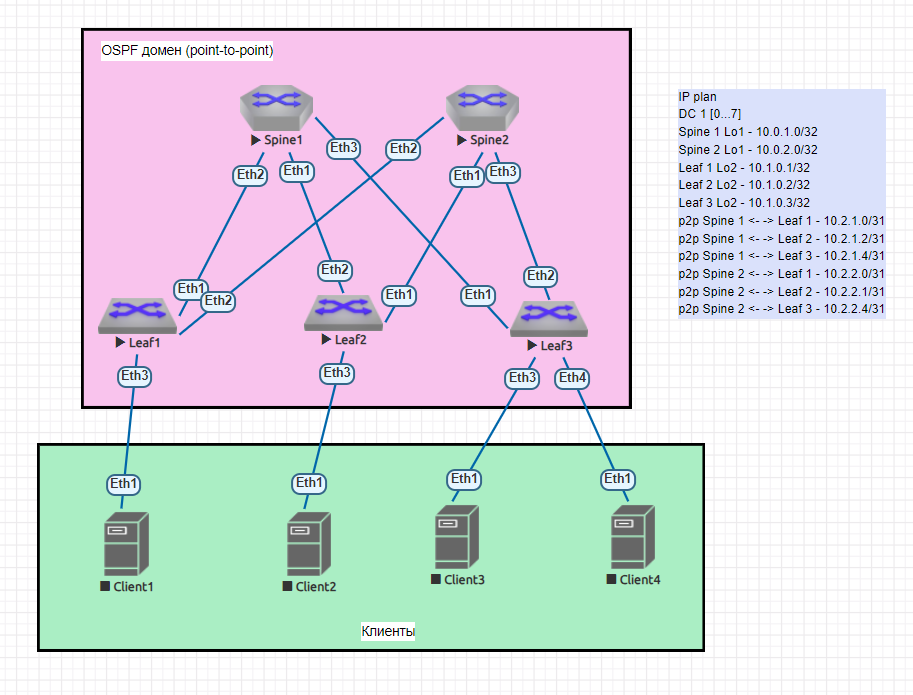 OSPF домен (point-to-point)
Spine1
Spine2
Eth3
Eth2
Eth2
Eth1
Eth1
Eth3
Eth2
Eth2
Eth1
Eth2
Eth1
Eth1
Leaf1
Leaf2
Leaf3
Eth3
Eth3
Eth3
Eth4
Eth1
Eth1
Eth1
Eth1
Client1
Client2
Client3
Client4
Клиенты
IP plan
DC 1 [0...7]
Spine 1 Lo1 - 10.0.1.0/32
Spine 2 Lo1 - 10.0.2.0/32
Leaf 1 Lo2 - 10.1.0.1/32
Leaf 2 Lo2 - 10.1.0.2/32
Leaf 3 Lo2 - 10.1.0.3/32
p2p Spine 1 <- -> Leaf 1 - 10.2.1.0/31
p2p Spine 1 <- -> Leaf 2 - 10.2.1.2/31
p2p Spine 1 <- -> Leaf 3 - 10.2.1.4/31
p2p Spine 2 <- -> Leaf 1 - 10.2.2.0/31
p2p Spine 2 <- -> Leaf 2 - 10.2.2.1/31
p2p Spine 2 <- -> Leaf 3 - 10.2.2.4/31